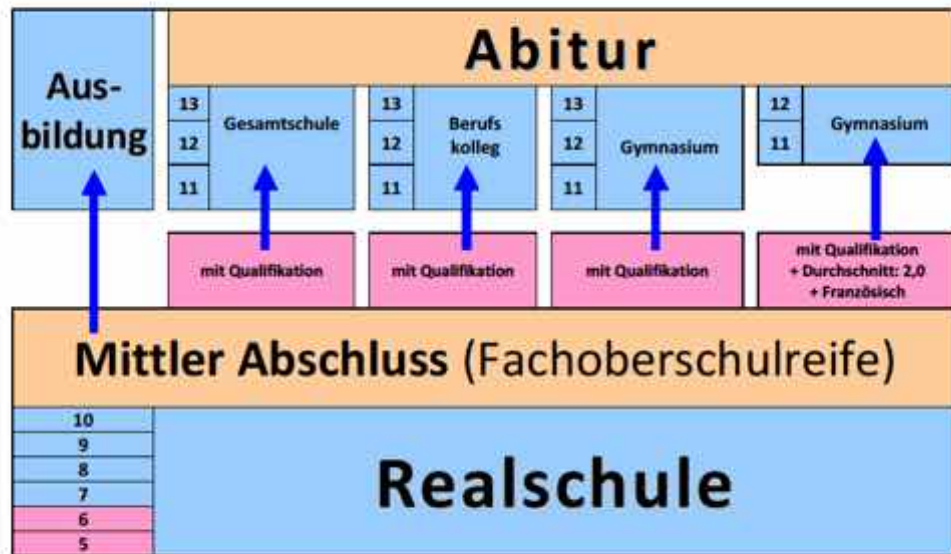 Aus-
bildung
Abitur
13
12
11
Gesamtschule
13
12
11
Berufs
kolleg
13
12
11
Gymnasium
12
11
Gymnasium
mit Qualifikation
mit Qualifikation
mit Qualifikation
mit Qualifikation
+ Durchschnitt: 2,0
+ Französisch
Mittler Abschluss (Fachoberschulreife)
10
9
8
7
6
5
Realschule